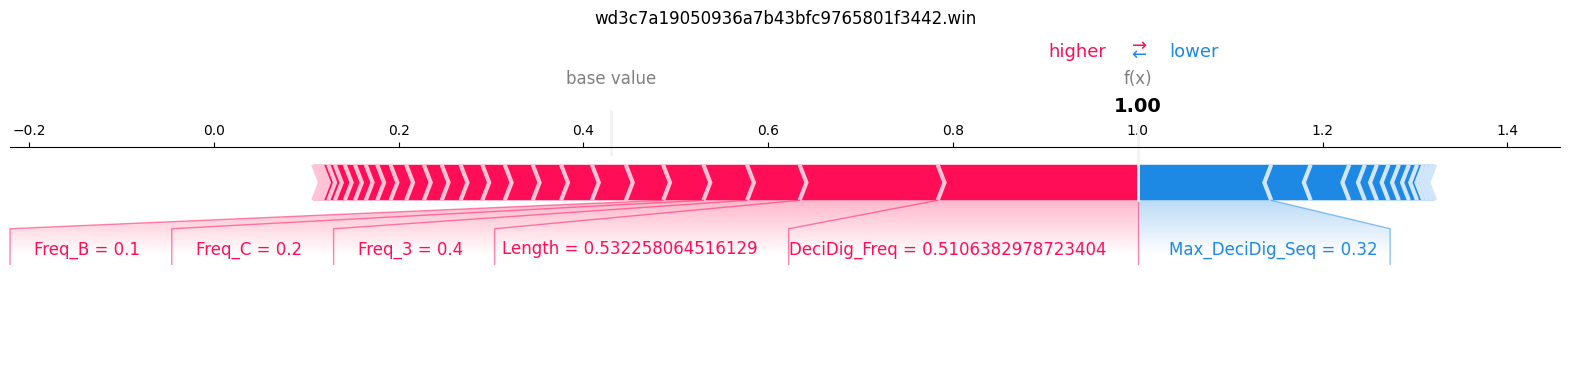 wd3c7a19050936a7b43bfc9765801f3442.win
higher ⇄ lower
base value f(x)
1.00
−0.2 0.0 0.2 0.4 0.6 0.8 1.0 1.2 1.4
Freq_B = 0.1 Freq_C = 0.2 Freq_3 = 0.4 Length = 0.532258064516129 DeciDig_Freq = 0.5106382978723404 Max_DeciDig_Seq = 0.32